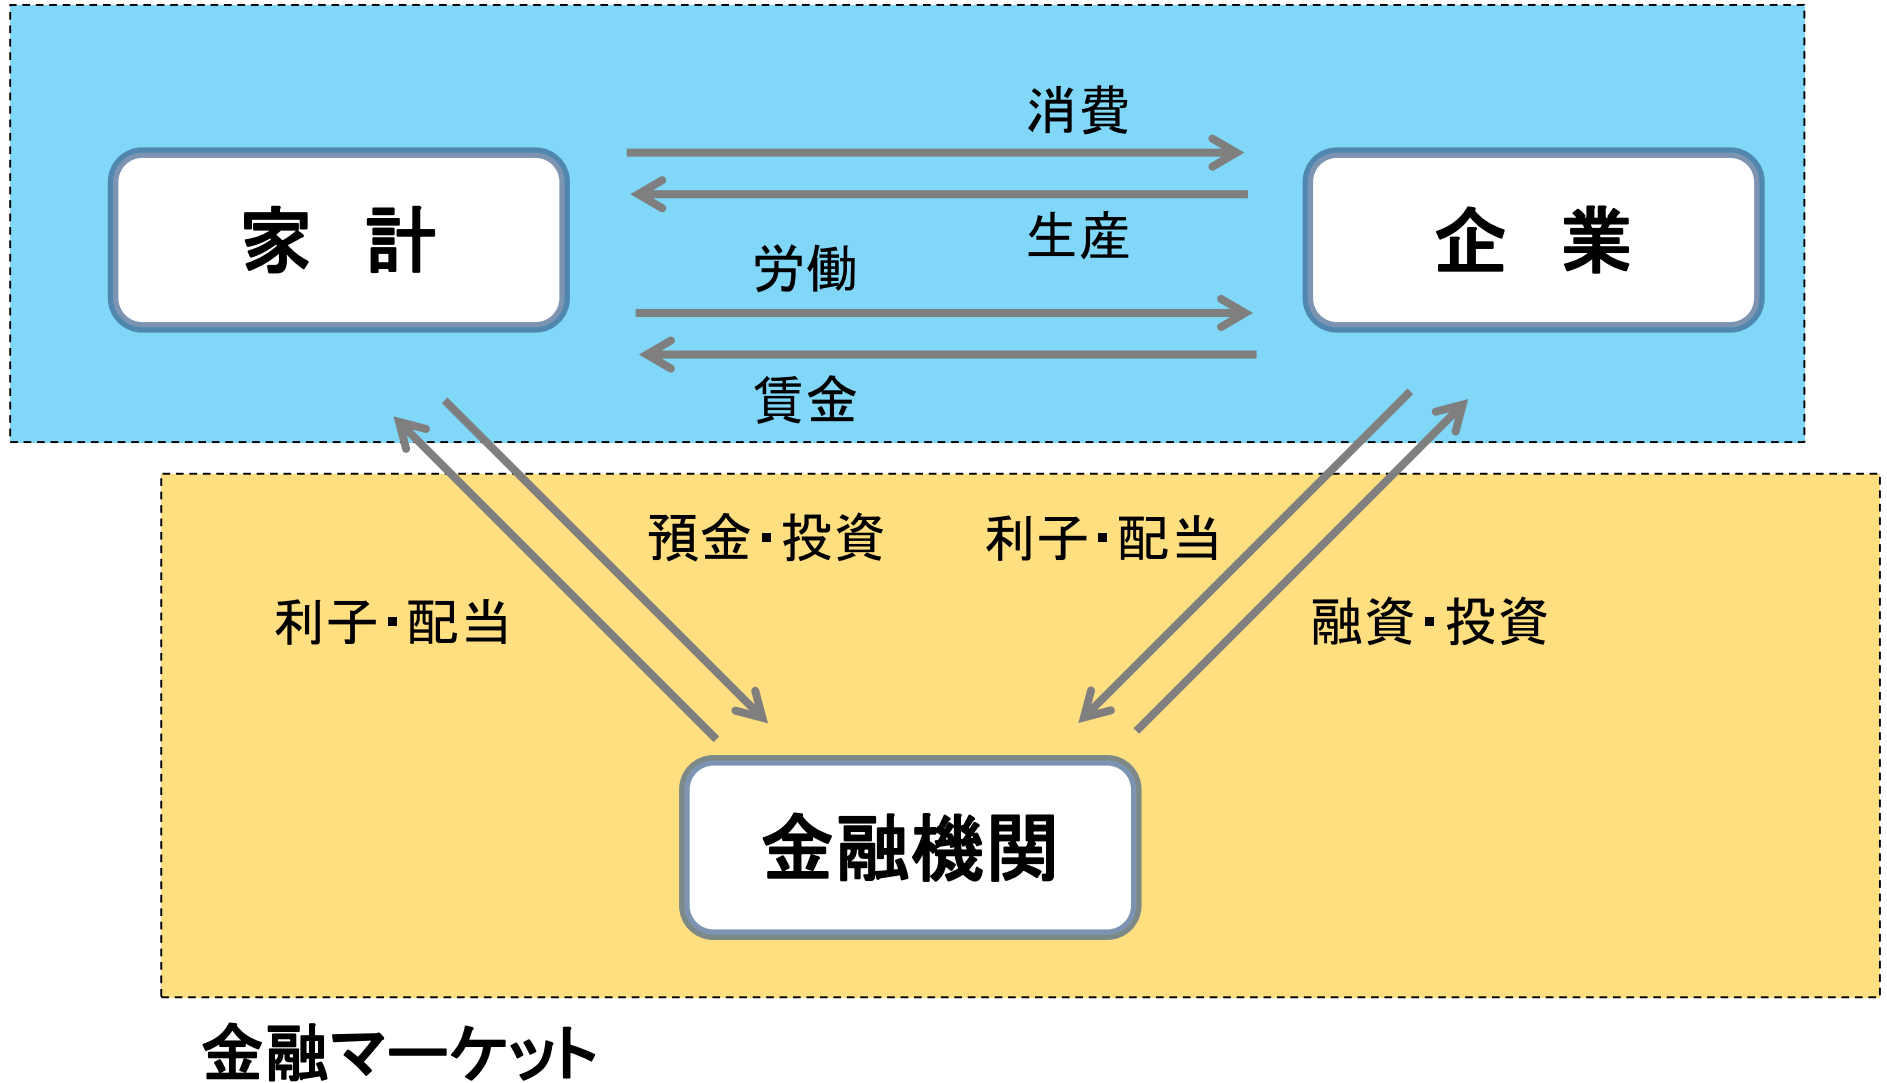 消費
家　計
企　業
生産
労働
賃金
預金・投資
利子・配当
利子・配当
融資・投資
金融機関
金融マーケット